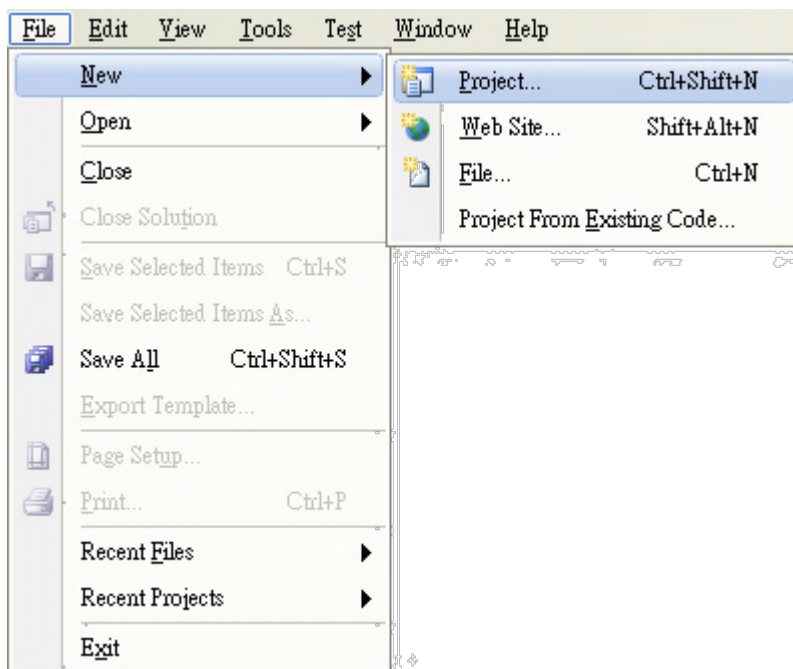 File Edit View Tools Test Window Help
New
Project... Ctrl+Shift+N
Web Site... Shift+Alt+N
File... Ctrl+N
Project From Existing Code...
Open
Close
Close Solution
Save Selected Items Ctrl+S
Save Selected Items As...
Save All Ctrl+Shift+S
Export Template...
Page Setup...
Print... Ctrl+P
Recent Files
Recent Projects
Exit